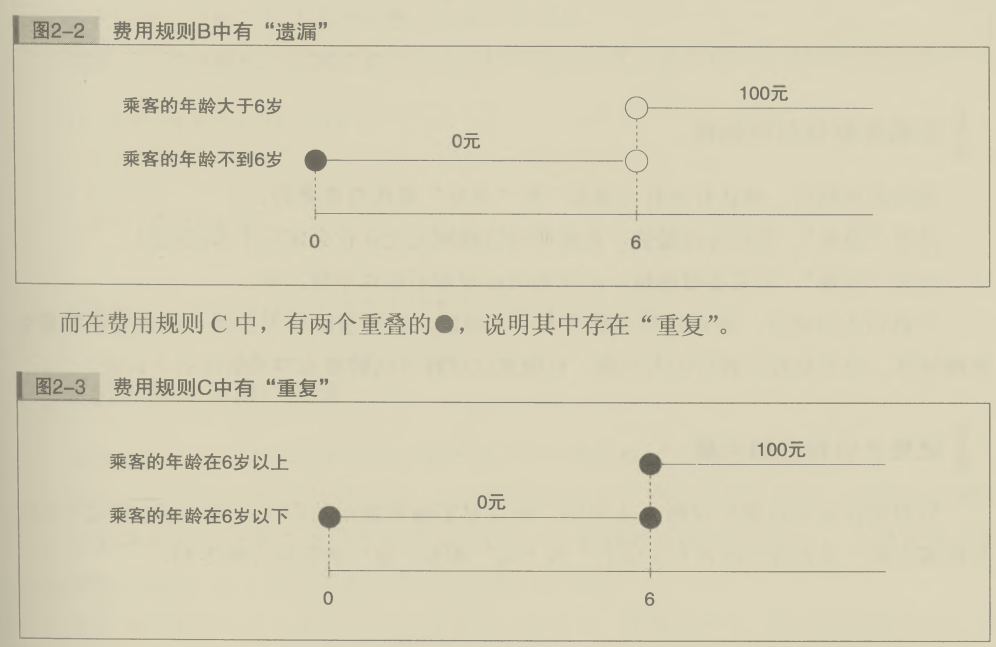 图2-2 费用规则B中有“遗漏”
乘客的年龄大于6岁
100元
乘客的年龄不到6岁
0元
0
6
而在费用规则 C 中，有两个重叠的●，说明其中存在“重复”。
图2-3 费用规则C中有“重复”
乘客的年龄在6岁以上
100元
乘客的年龄在6岁以下
0元
0
6